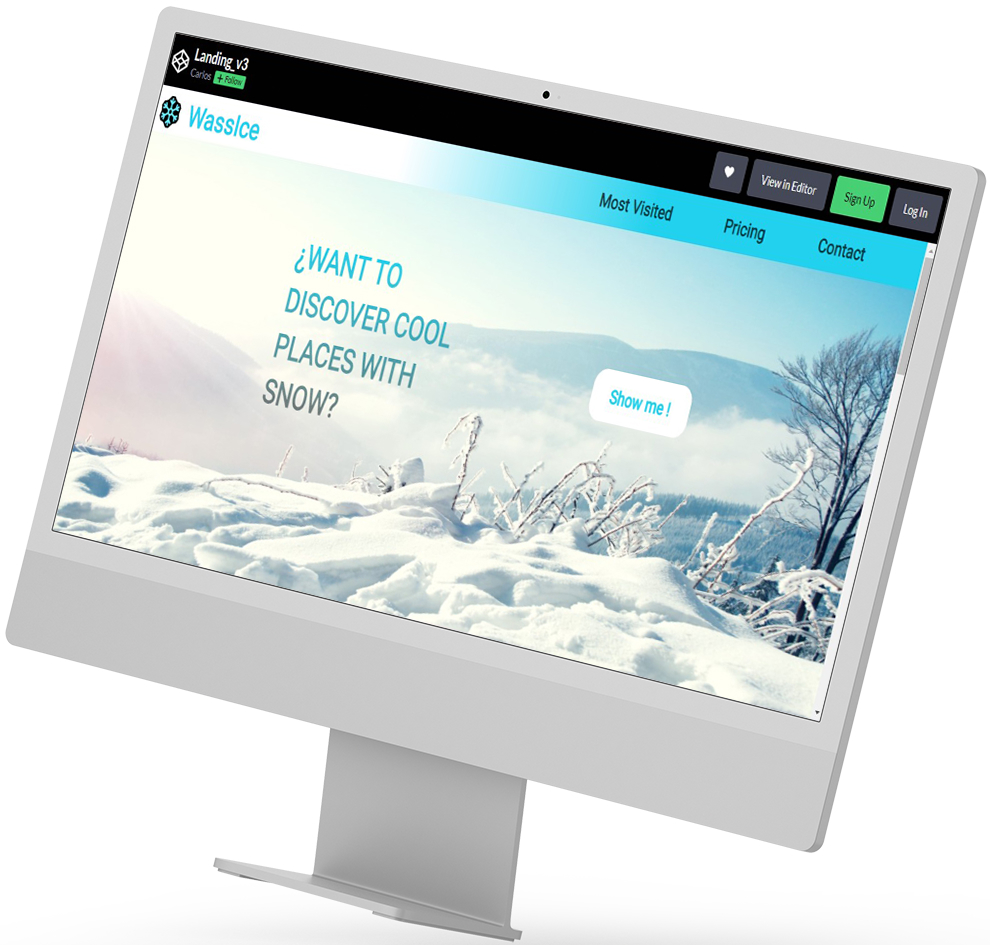 Landing_v3
Carlos + Follow
View in Editor
Sign Up
Log In
WassIce
Most Visited
Pricing
Contact
¿WANT TO
DISCOVER COOL
PLACES WITH
SNOW?
Show me !